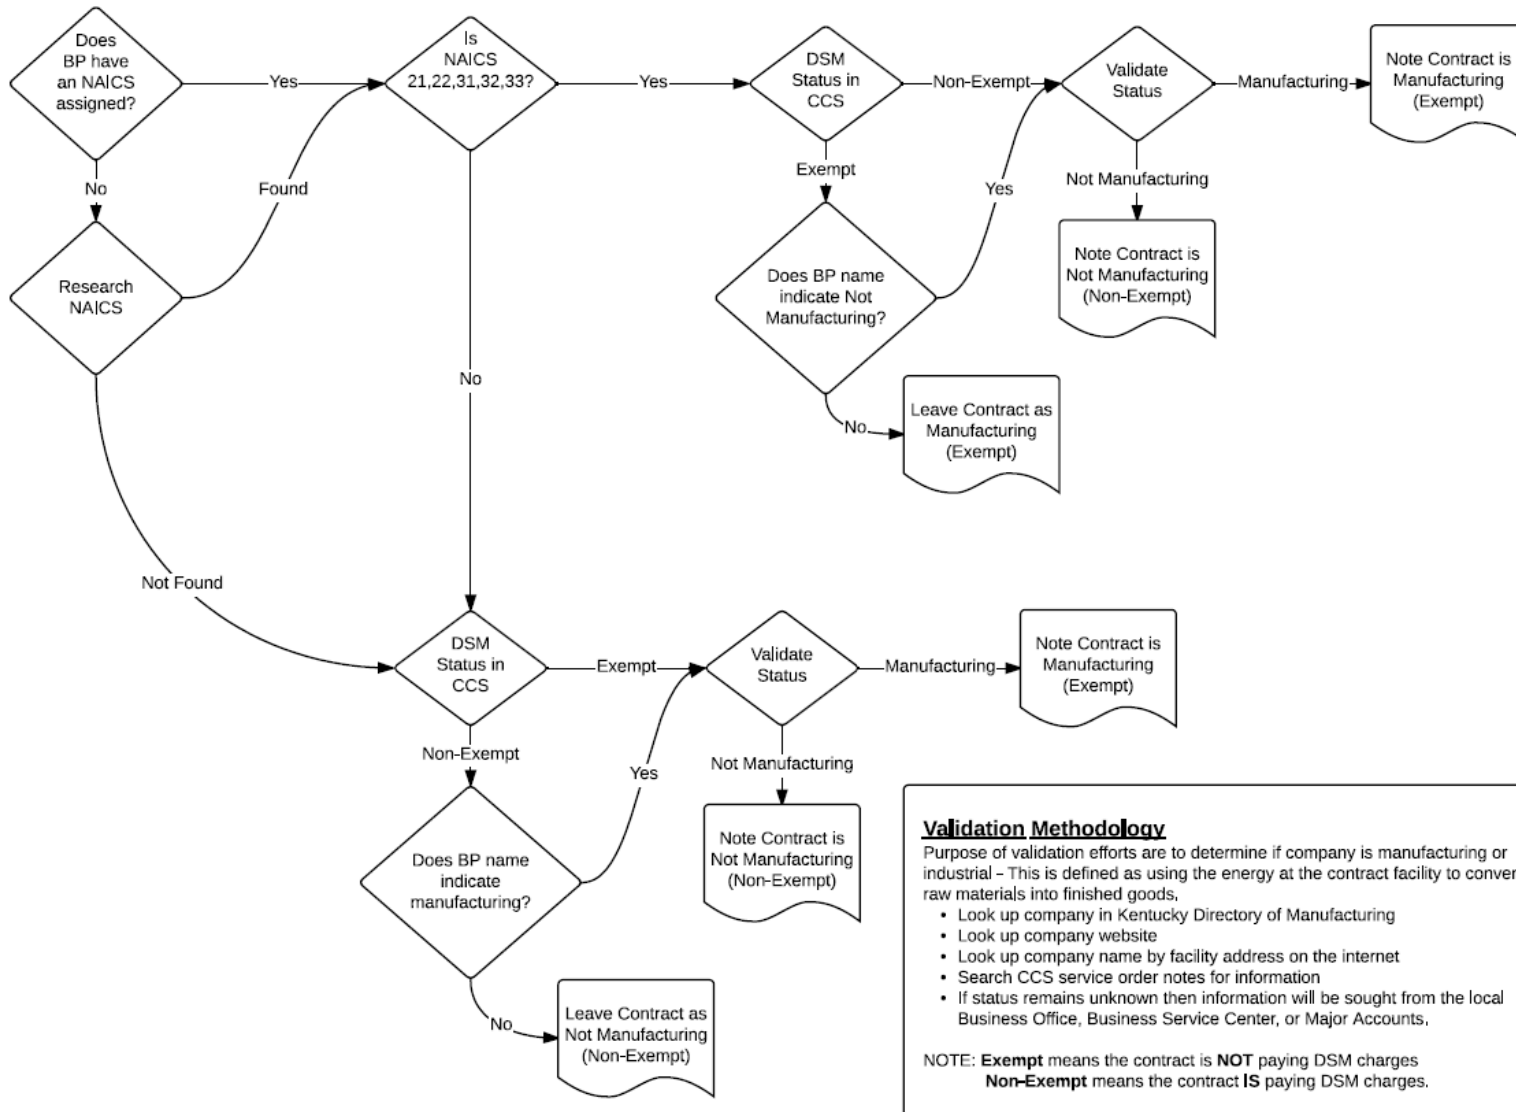 Does
BP have
an NAICS
assigned?
Yes
Is
NAICS
21,22,31,32,33?
Yes
DSM
Status in
CCS
Non-Exempt
Validate
Status
Manufacturing
Note Contract is
Manufacturing
(Exempt)
No
Found
Exempt
Yes
Not Manufacturing
Research
NAICS
Does BP name
indicate Not
Manufacturing?
Note Contract is
Not Manufacturing
(Non-Exempt)
No
No
Leave Contract as
Manufacturing
(Exempt)
Not Found
DSM
Status in
CCS
Exempt
Validate
Status
Manufacturing
Note Contract is
Manufacturing
(Exempt)
Non-Exempt
Yes
Not Manufacturing
Does BP name
indicate
manufacturing?
Note Contract is
Not Manufacturing
(Non-Exempt)
No
Leave Contract as
Not Manufacturing
(Non-Exempt)
Validation Methodology
Purpose of validation efforts are to determine if company is manufacturing or
industrial – This is defined as using the energy at the contract facility to conver
raw materials into finished goods.
• Look up company in Kentucky Directory of Manufacturing
• Look up company website
• Look up company name by facility address on the internet
• Search CCS service order notes for information
• If status remains unknown then information will be sought from the local
Business Office, Business Service Center, or Major Accounts.
NOTE: Exempt means the contract is NOT paying DSM charges
Non-Exempt means the contract IS paying DSM charges.